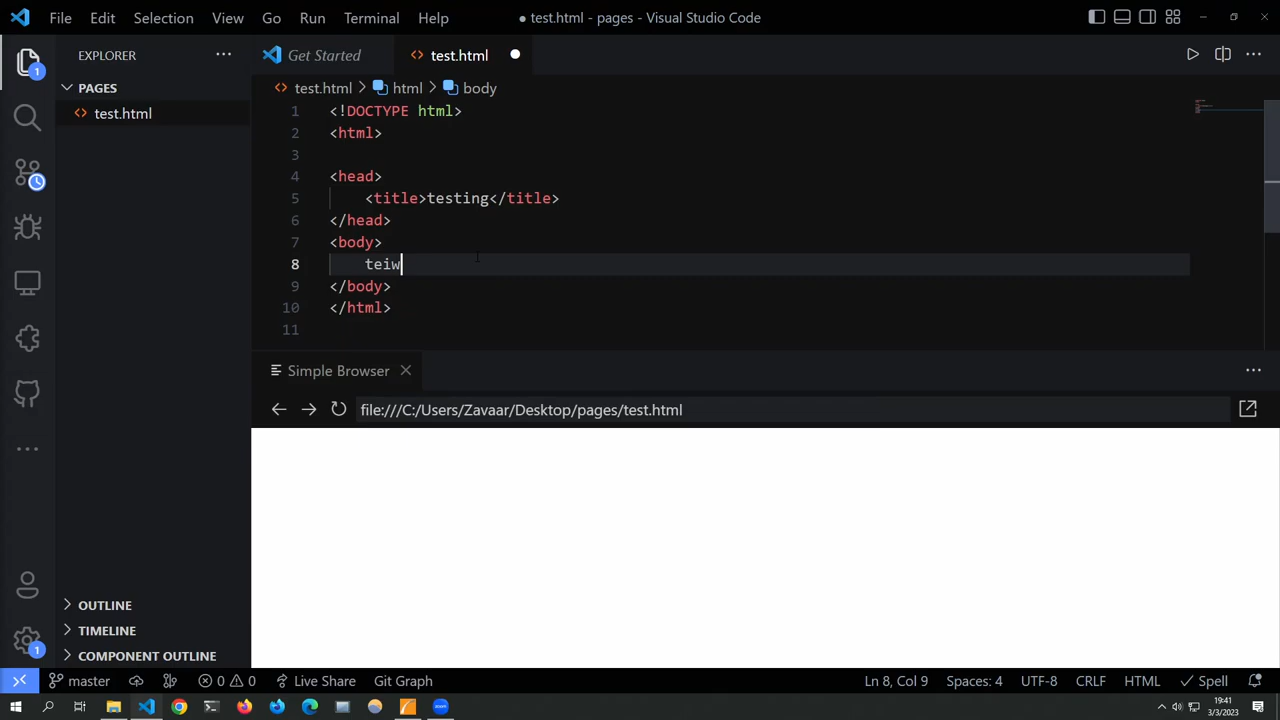 File Edit Selection View Go Run Terminal Help ● test.html - pages - Visual Studio Code
EXPLORER ... Get Started test.html
PAGES test.html > html > body
test.html
1 <!DOCTYPE html>
2 <html>
3
4 <head>
5 <title>testing</title>
6 </head>
7 <body>
8 teiw
9 </body>
10 </html>
11
Simple Browser
file:///C:/Users/Zavaar/Desktop/pages/test.html
OUTLINE
TIMELINE
COMPONENT OUTLINE
1
1
master 0 0 Live Share Git Graph Ln 8, Col 9 Spaces: 4 UTF-8 CRLF HTML Spell
zoom
19:41
3/3/2023